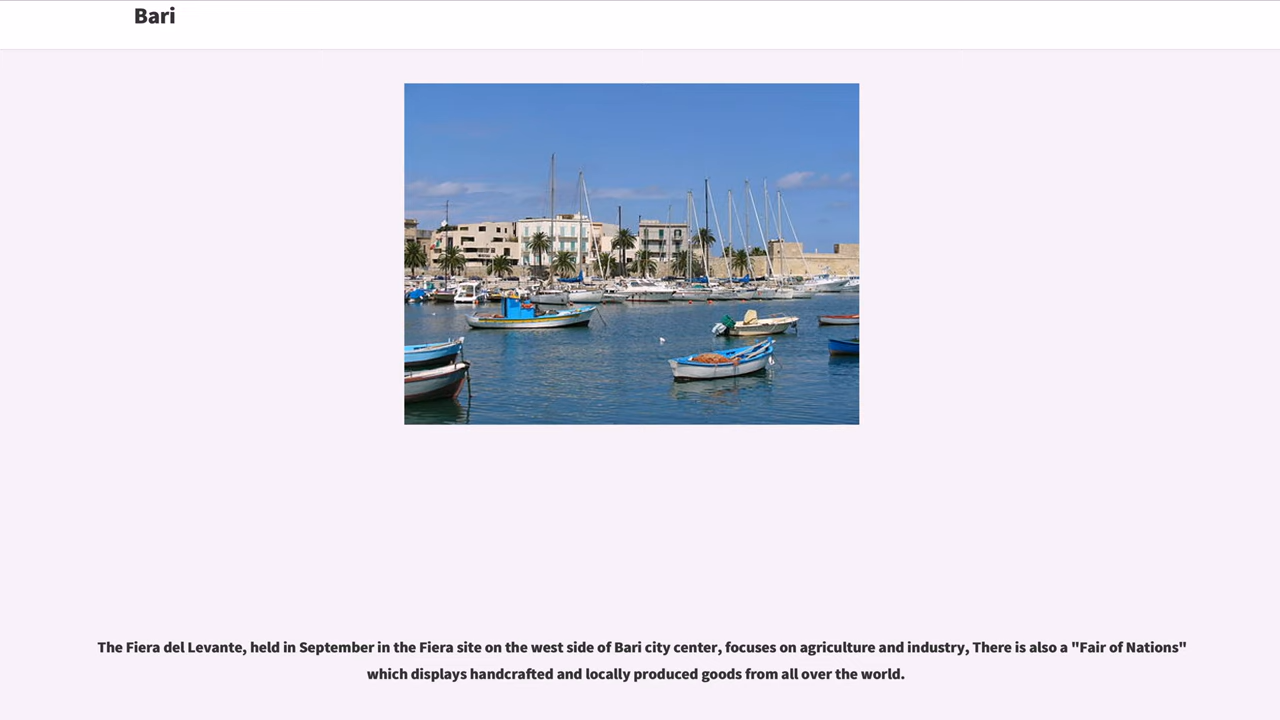 Bari
The Fiera del Levante, held in September in the Fiera site on the west side of Bari city center, focuses on agriculture and industry, There is also a "Fair of Nations"
which displays handcrafted and locally produced goods from all over the world.